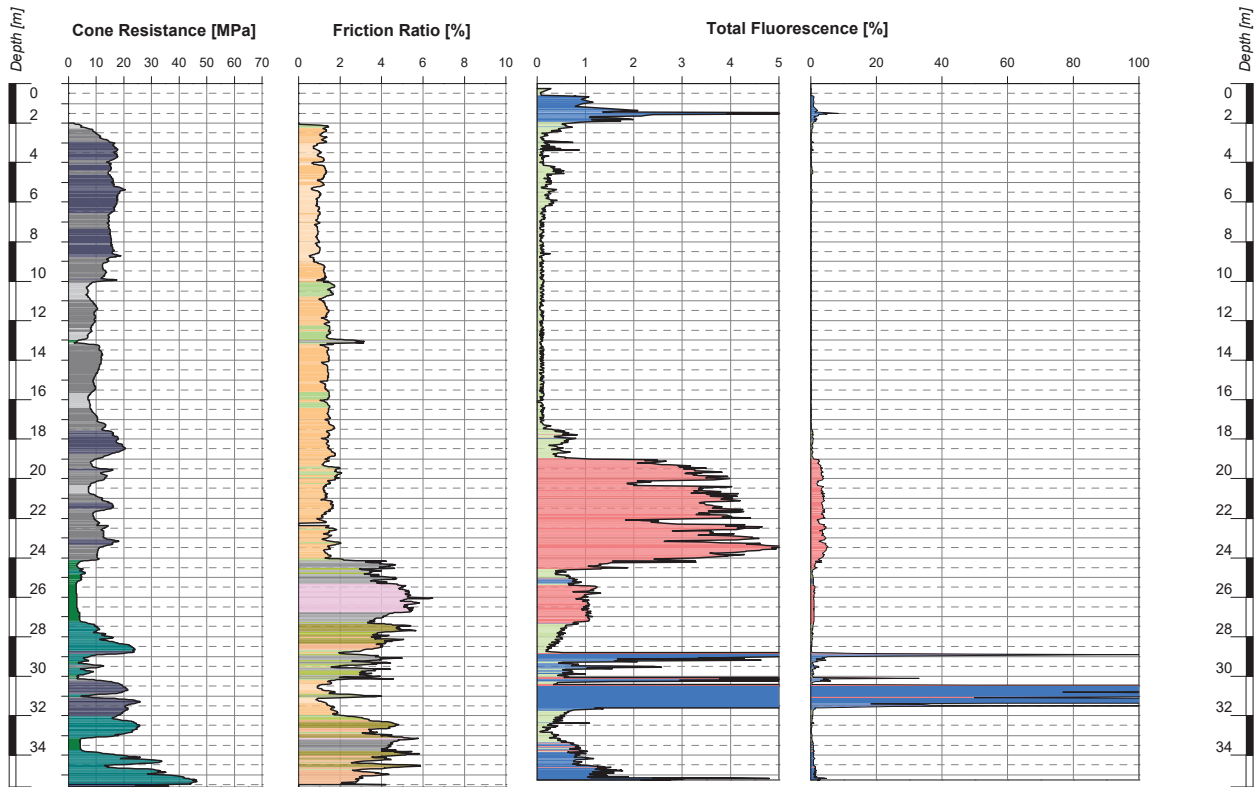 Cone Resistance [MPa]
Friction Ratio [%]
Total Fluorescence [%]
Depth [m]
Depth [m]
0 10 20 30 40 50 60 70
0 2 4 6 8 10
0 1 2 3 4 5
0 20 40 60 80 100
0 0
2 2
4 4
6 6
8 8
10 10
12 12
14 14
16 16
18 18
20 20
22 22
24 24
26 26
28 28
30 30
32 32
34 34